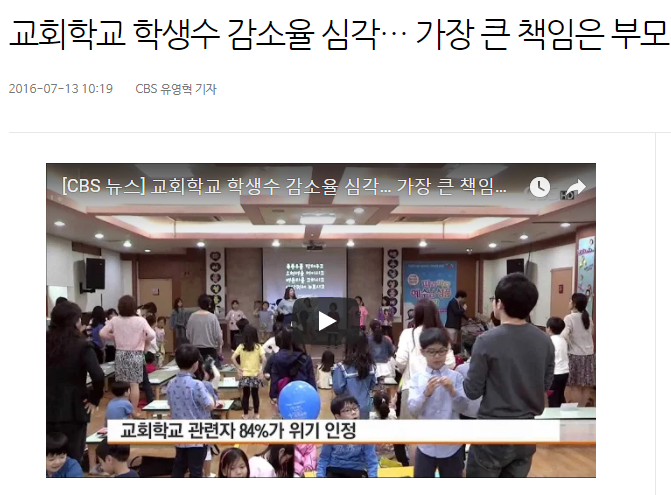 교회학교 학생수 감소율 심각… 가장 큰 책임은 부모
2016-07-13 10:19 CBS 유영혁 기자
[CBS 뉴스] 교회학교 학생수 감소율 심각... 가장 큰 책임...
HD
교회학교 관련자 84%가 위기 인정